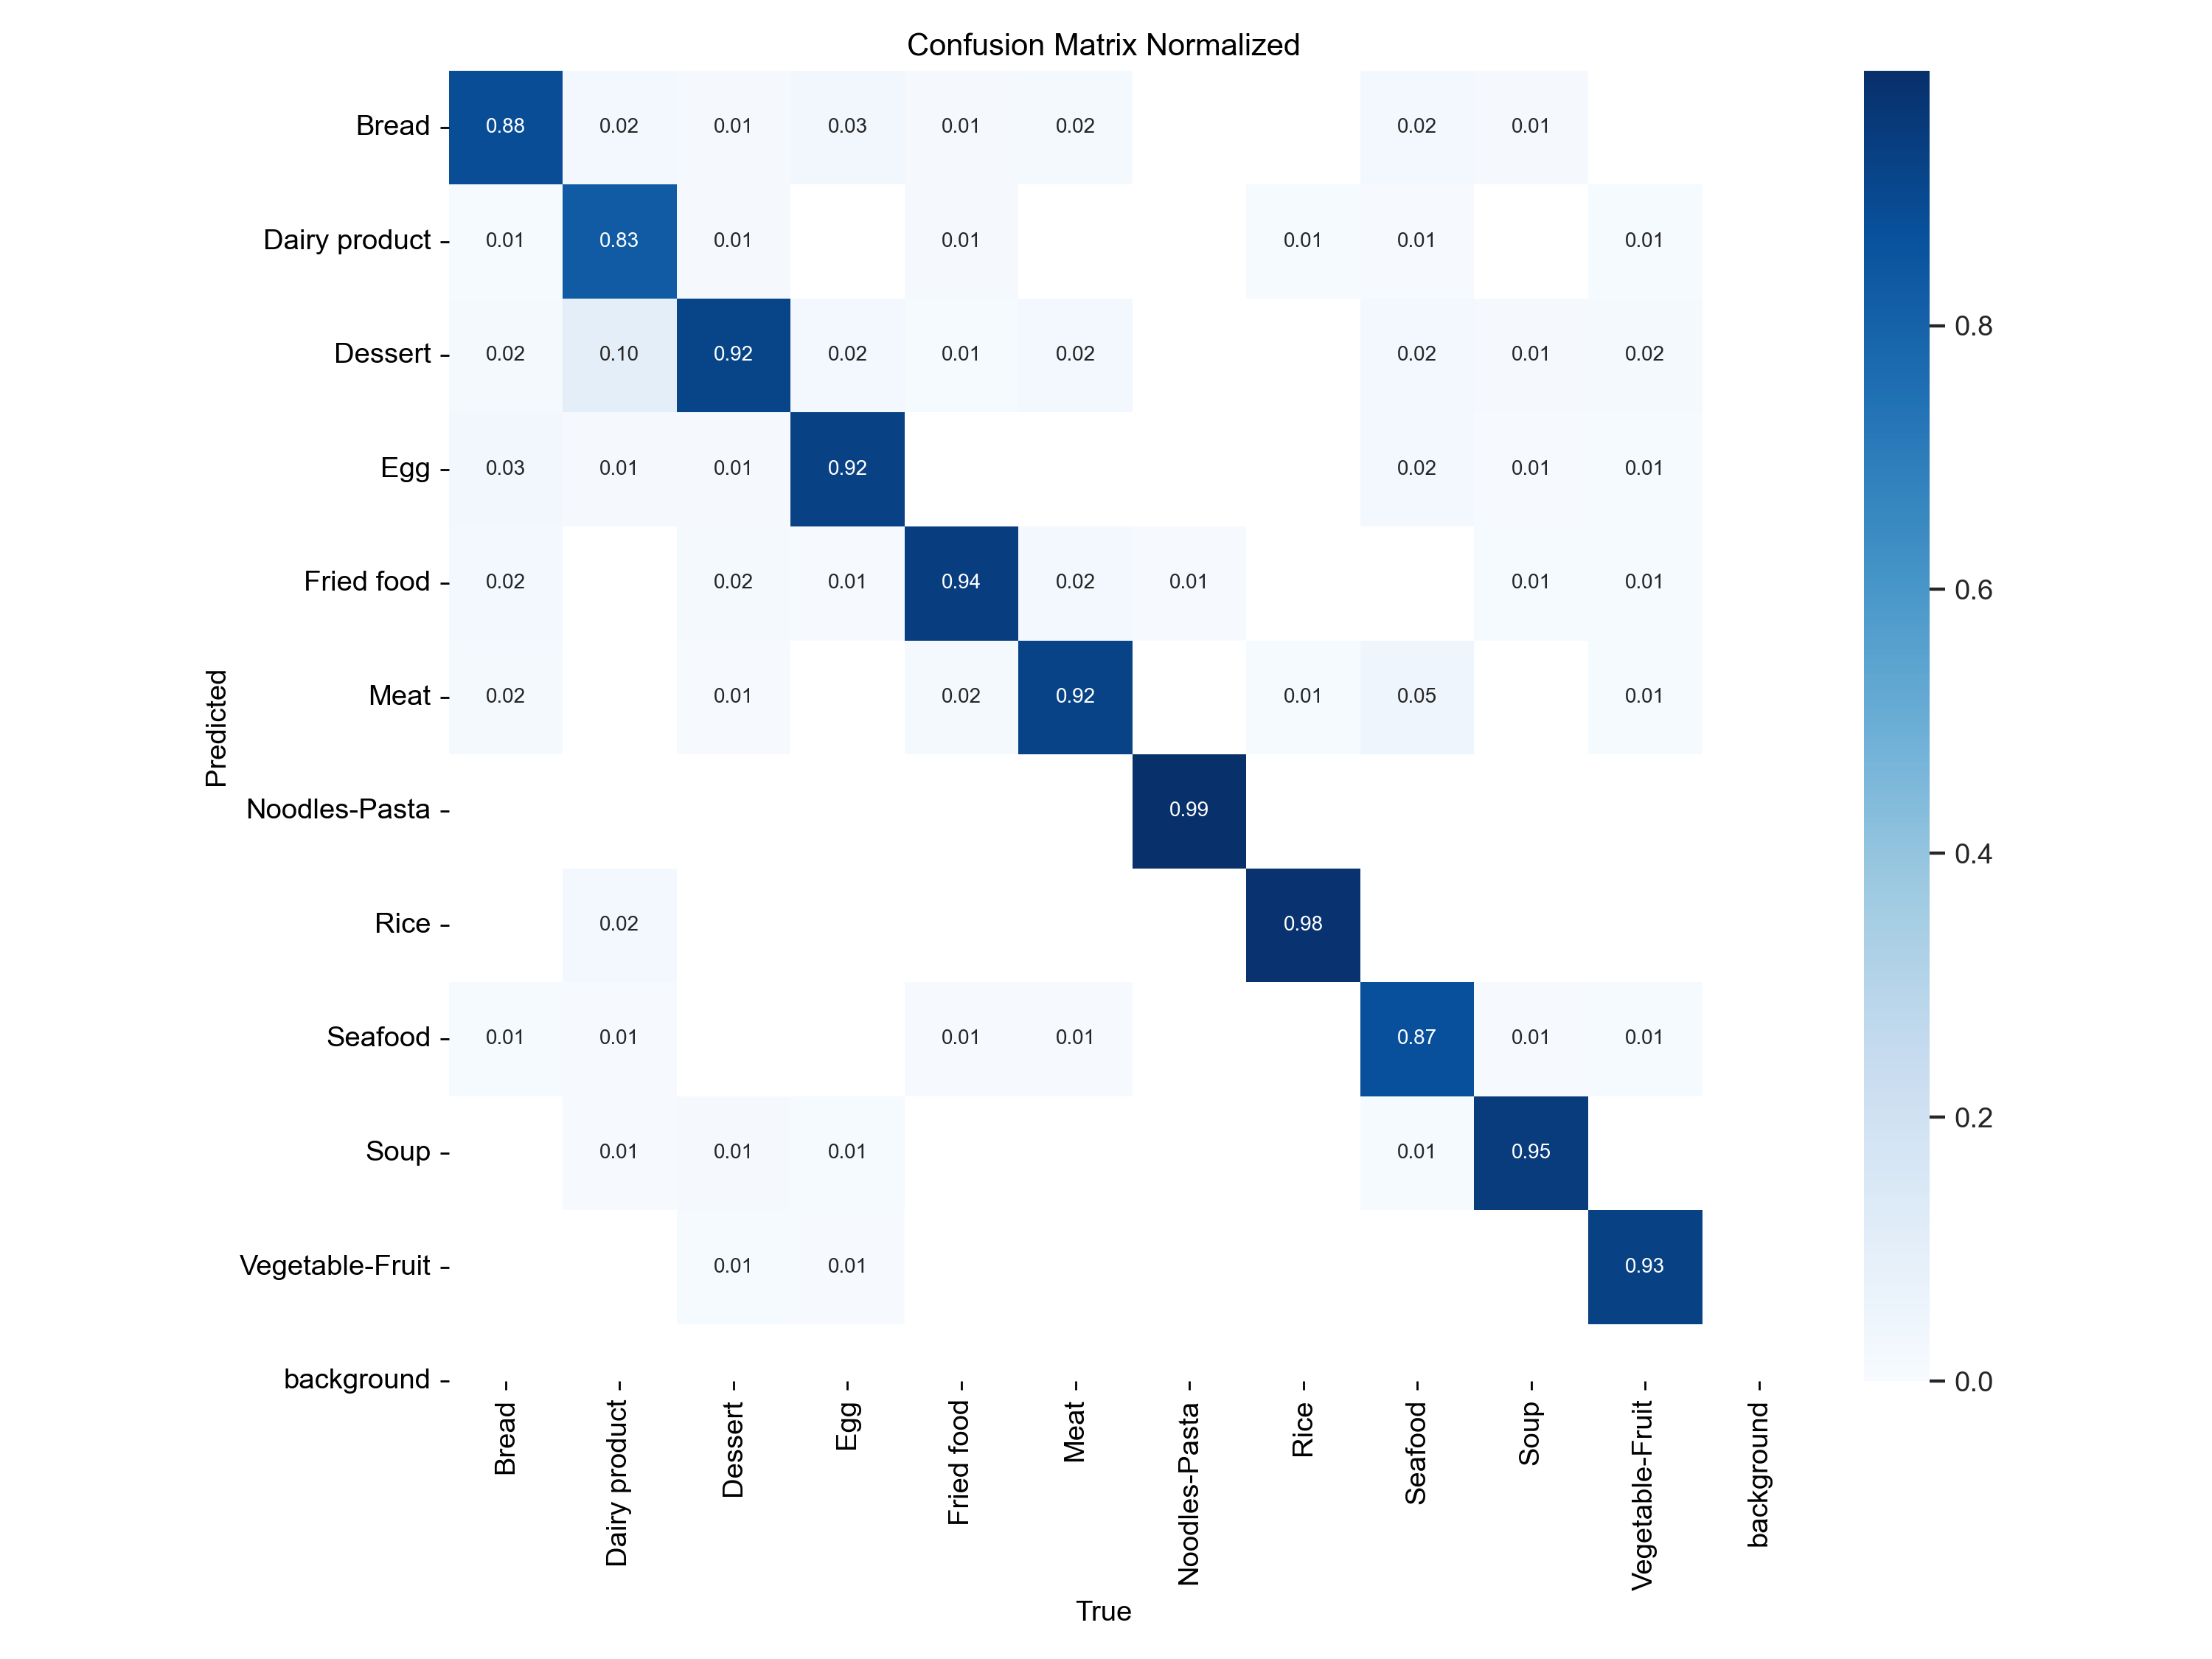 Confusion Matrix Normalized
Bread 0.88 0.02 0.01 0.03 0.01 0.02 0.02 0.01
Dairy product 0.01 0.83 0.01 0.01 0.01 0.01 0.01
0.8
Dessert 0.02 0.10 0.92 0.02 0.01 0.02 0.02 0.01 0.02
Egg 0.03 0.01 0.01 0.92 0.02 0.01 0.01
Fried food 0.02 0.02 0.01 0.94 0.02 0.01 0.01 0.01
0.6
Meat 0.02 0.01 0.02 0.92 0.01 0.05 0.01
Predicted
Noodles-Pasta 0.99
0.4
Rice 0.02 0.98
Seafood 0.01 0.01 0.01 0.01 0.87 0.01 0.01
0.2
Soup 0.01 0.01 0.01 0.01 0.95
Vegetable-Fruit 0.01 0.01 0.93
background
0.0
Bread Dairy product Dessert Egg Fried food Meat Noodles-Pasta Rice Seafood Soup Vegetable-Fruit background
True